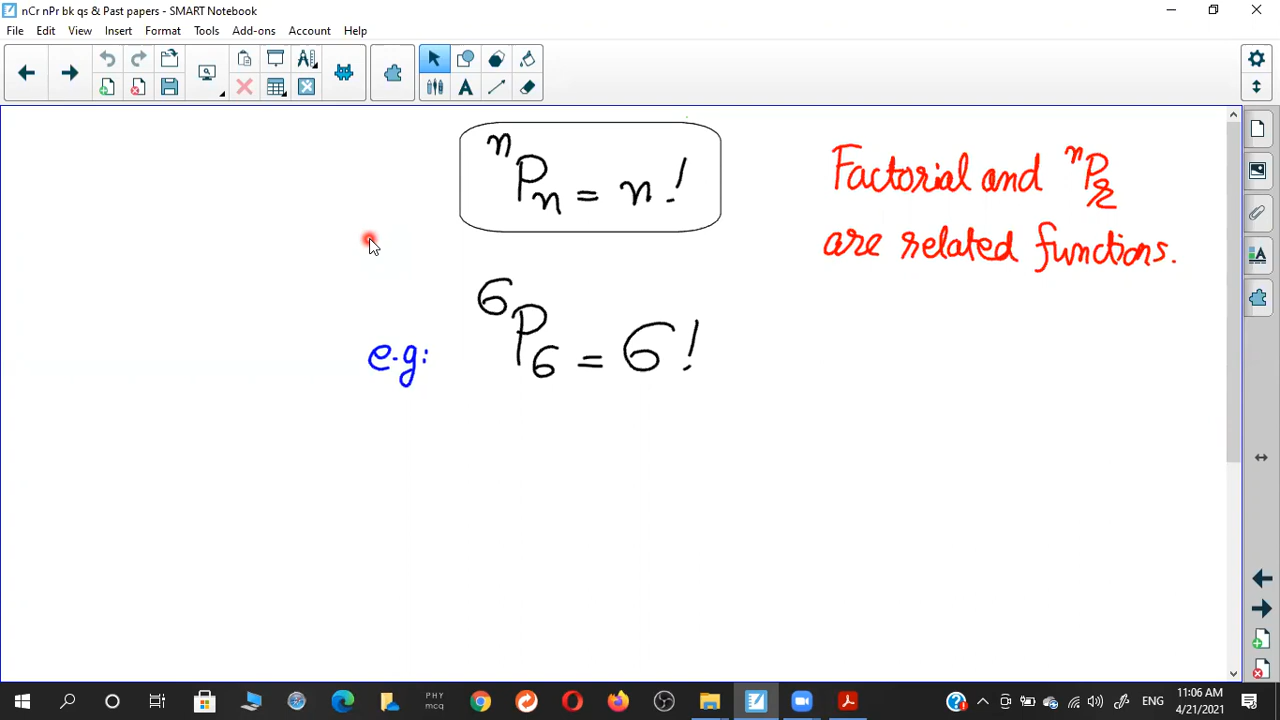 nCr nPr bk qs & Past papers - SMART Notebook
File Edit View Insert Format Tools Add-ons Account Help
ⁿPₙ = n!
Factorial and ⁿPᵣ
are related functions.
e.g: ⁶P₆ = 6!
PHY
mcq
ENG
11:06 AM
4/21/2021